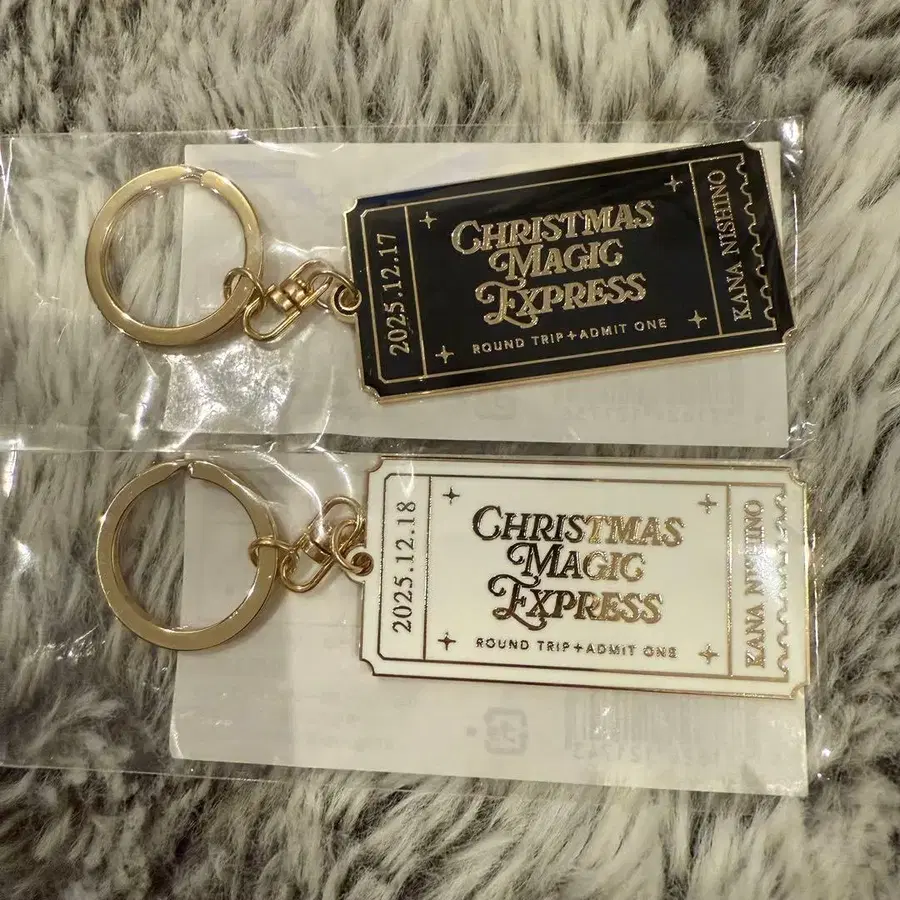 2025.12.17
CHRISTMAS
MAGIC
EXPRESS
ROUND TRIP+ADMIT ONE
KANA NISHINO
2025.12.18
CHRISTMAS
MAGIC
EXPRESS
ROUND TRIP+ADMIT ONE
KANA NISHINO